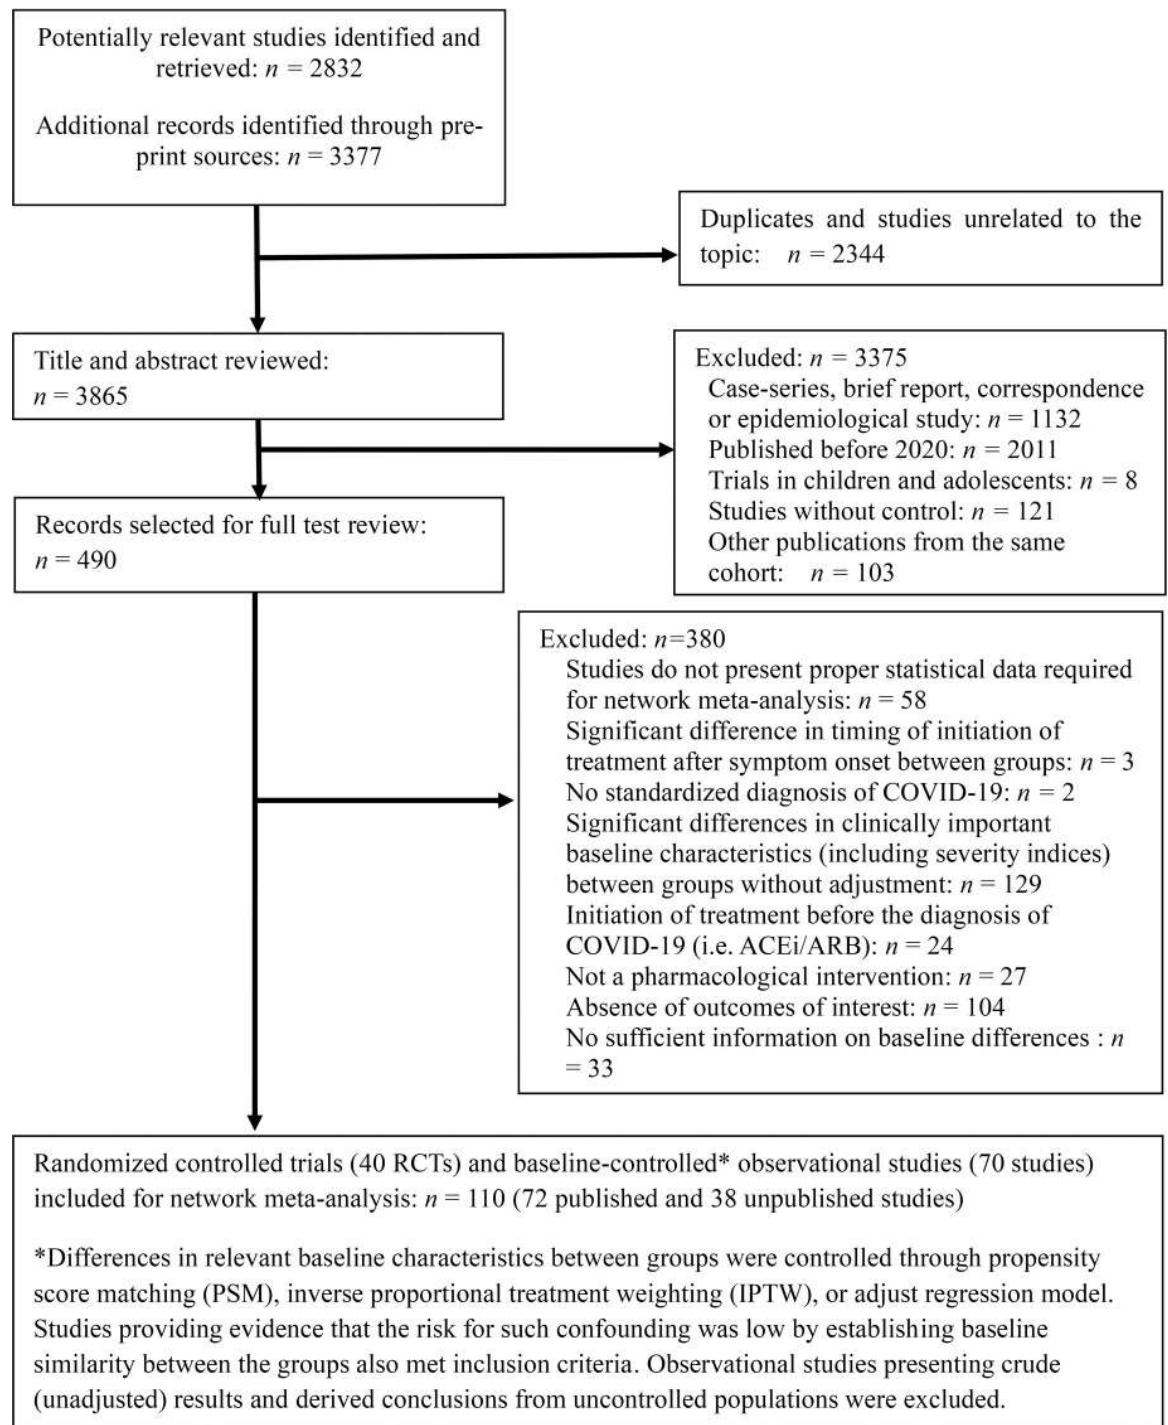 Potentially relevant studies identified and
retrieved: n = 2832
Additional records identified through pre-
print sources: n = 3377
Duplicates and studies unrelated to the
topic: n = 2344
Title and abstract reviewed:
n = 3865
Excluded: n = 3375
Case-series, brief report, correspondence
or epidemiological study: n = 1132
Published before 2020: n = 2011
Trials in children and adolescents: n = 8
Studies without control: n = 121
Other publications from the same
cohort: n = 103
Records selected for full test review:
n = 490
Excluded: n=380
Studies do not present proper statistical data required
for network meta-analysis: n = 58
Significant difference in timing of initiation of
treatment after symptom onset between groups: n = 3
No standardized diagnosis of COVID-19: n = 2
Significant differences in clinically important
baseline characteristics (including severity indices)
between groups without adjustment: n = 129
Initiation of treatment before the diagnosis of
COVID-19 (i.e. ACEi/ARB): n = 24
Not a pharmacological intervention: n = 27
Absence of outcomes of interest: n = 104
No sufficient information on baseline differences : n
= 33
Randomized controlled trials (40 RCTs) and baseline-controlled* observational studies (70 studies)
included for network meta-analysis: n = 110 (72 published and 38 unpublished studies)
*Differences in relevant baseline characteristics between groups were controlled through propensity
score matching (PSM), inverse proportional treatment weighting (IPTW), or adjust regression model.
Studies providing evidence that the risk for such confounding was low by establishing baseline
similarity between the groups also met inclusion criteria. Observational studies presenting crude
(unadjusted) results and derived conclusions from uncontrolled populations were excluded.